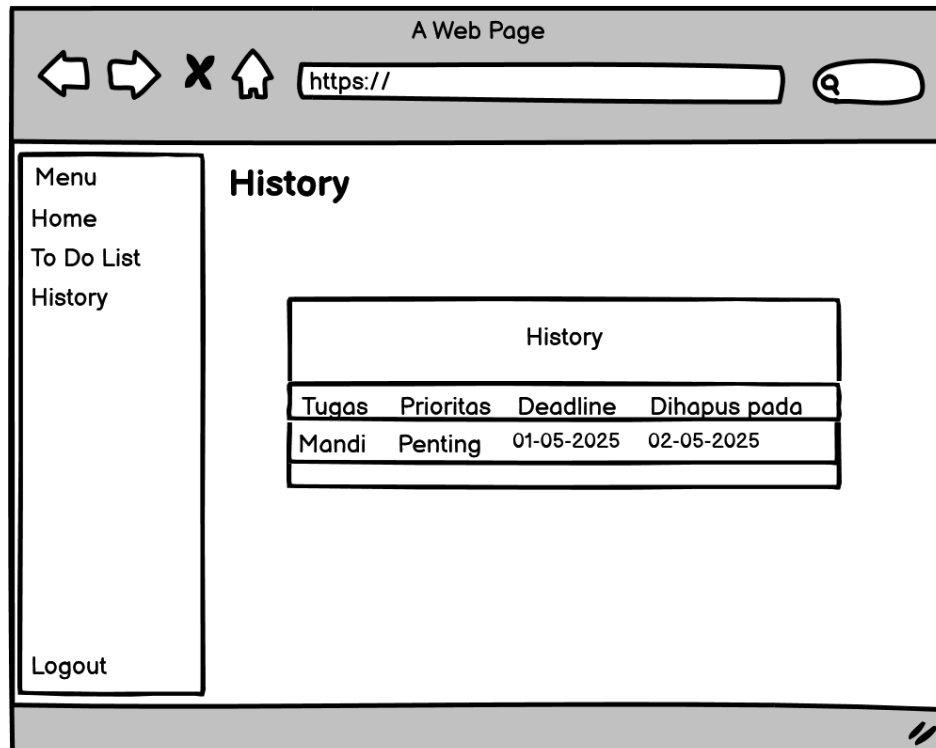 A Web Page
https://
Menu
Home
To Do List
History
Logout
History
History
Tugas Prioritas Deadline Dihapus pada
Mandi Penting 01-05-2025 02-05-2025